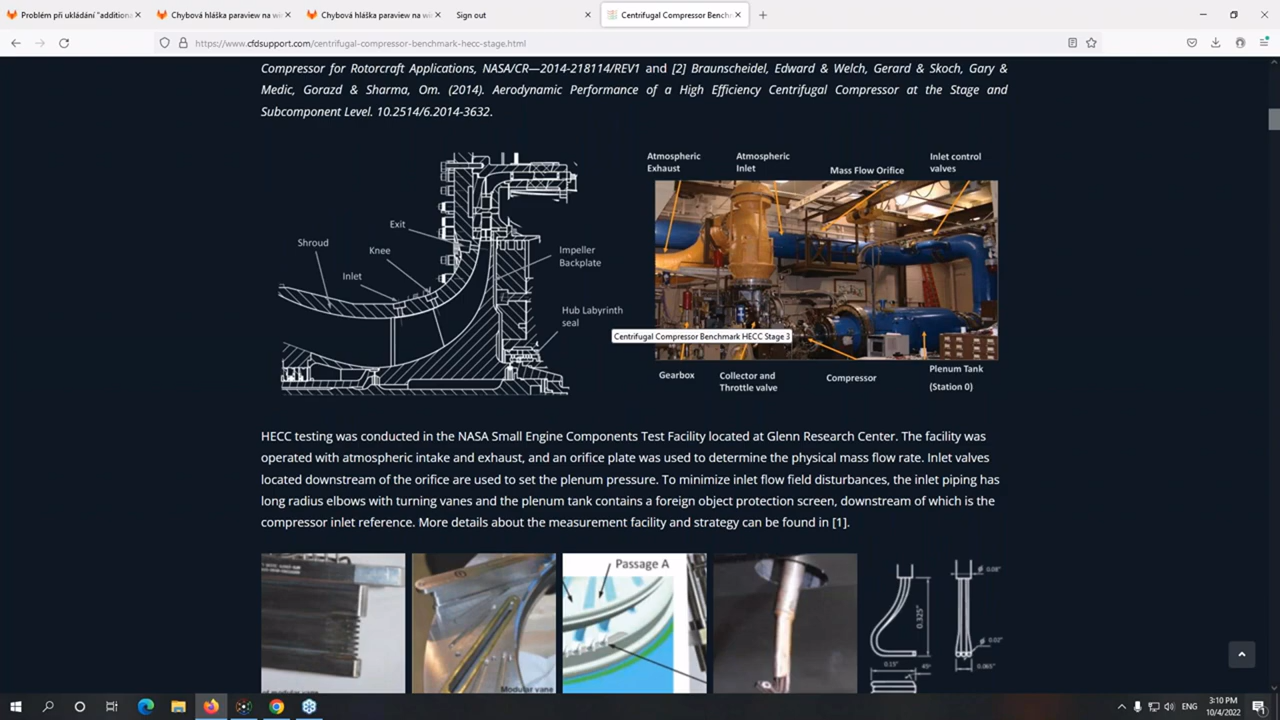 Problém při ukládání "addition
Chybová hláška paraview na wi
Chybová hláška paraview na wi
Sign out
Centrifugal Compressor Bench
https://www.cfdsupport.com/centrifugal-compressor-benchmark-hecc-stage.html
Compressor for Rotorcraft Applications, NASA/CR—2014-218114/REV1 and [2] Braunscheidel, Edward & Welch, Gerard & Skoch, Gary &
Medic, Gorazd & Sharma, Om. (2014). Aerodynamic Performance of a High Efficiency Centrifugal Compressor at the Stage and
Subcomponent Level. 10.2514/6.2014-3632.
Shroud
Exit
Knee
Inlet
Impeller
Backplate
Hub Labyrinth
seal
Atmospheric
Exhaust
Atmospheric
Inlet
Mass Flow Orifice
Inlet control
valves
Centrifugal Compressor Benchmark HECC Stage 3
Gearbox
Collector and
Throttle valve
Compressor
Plenum Tank
(Station 0)
HECC testing was conducted in the NASA Small Engine Components Test Facility located at Glenn Research Center. The facility was
operated with atmospheric intake and exhaust, and an orifice plate was used to determine the physical mass flow rate. Inlet valves
located downstream of the orifice are used to set the plenum pressure. To minimize inlet flow field disturbances, the inlet piping has
long radius elbows with turning vanes and the plenum tank contains a foreign object protection screen, downstream of which is the
compressor inlet reference. More details about the measurement facility and strategy can be found in [1].
Passage A
0.08"
0.325"
0.02"
0.15"
45°
0.065"
Modular vane
ENG
3:10 PM
10/4/2022